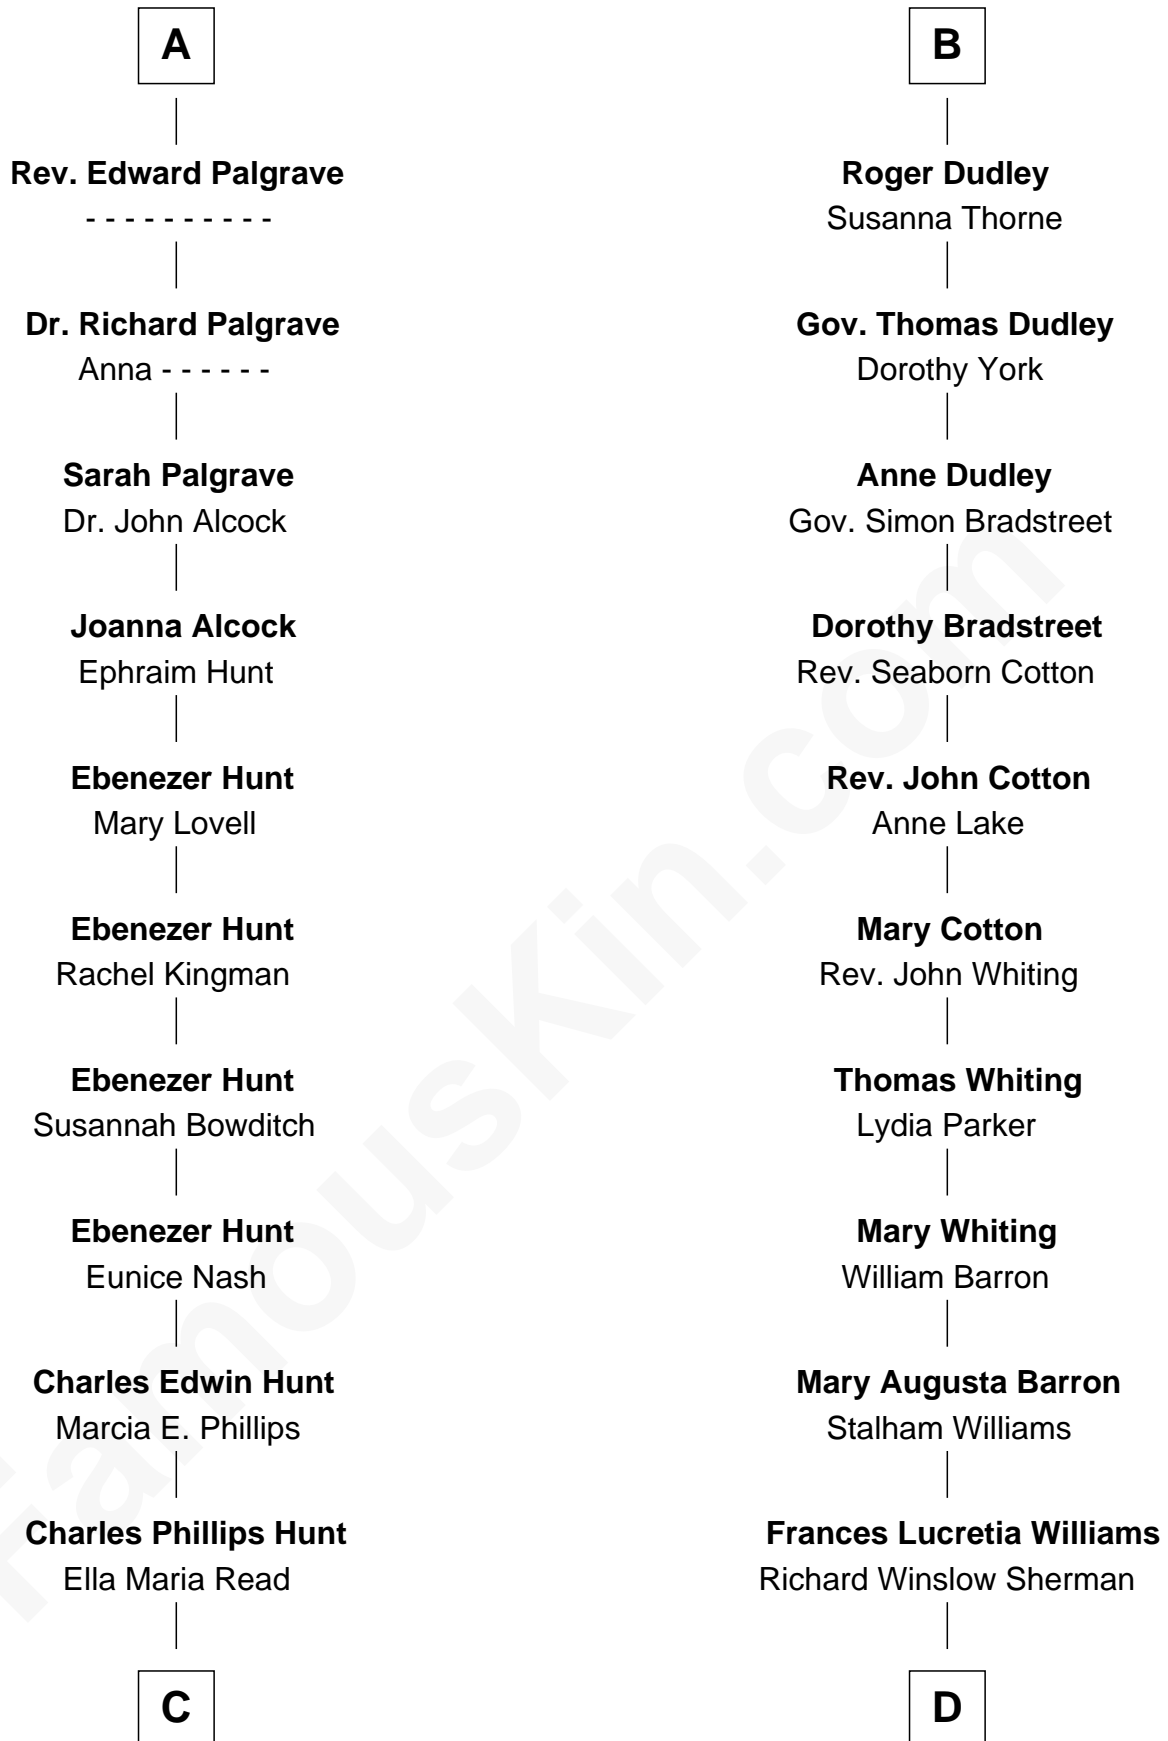 A
Rev. Edward Palgrave
- - - - - - - - - -
Dr. Richard Palgrave
Anna - - - - - -
Sarah Palgrave
Dr. John Alcock
Joanna Alcock
Ephraim Hunt
Ebenezer Hunt
Mary Lovell
Ebenezer Hunt
Rachel Kingman
Ebenezer Hunt
Susannah Bowditch
Ebenezer Hunt
Eunice Nash
Charles Edwin Hunt
Marcia E. Phillips
Charles Phillips Hunt
Ella Maria Read
C
B
Roger Dudley
Susanna Thorne
Gov. Thomas Dudley
Dorothy York
Anne Dudley
Gov. Simon Bradstreet
Dorothy Bradstreet
Rev. Seaborn Cotton
Rev. John Cotton
Anne Lake
Mary Cotton
Rev. John Whiting
Thomas Whiting
Lydia Parker
Mary Whiting
William Barron
Mary Augusta Barron
Stalham Williams
Frances Lucretia Williams
Richard Winslow Sherman
D
FamousKin.com